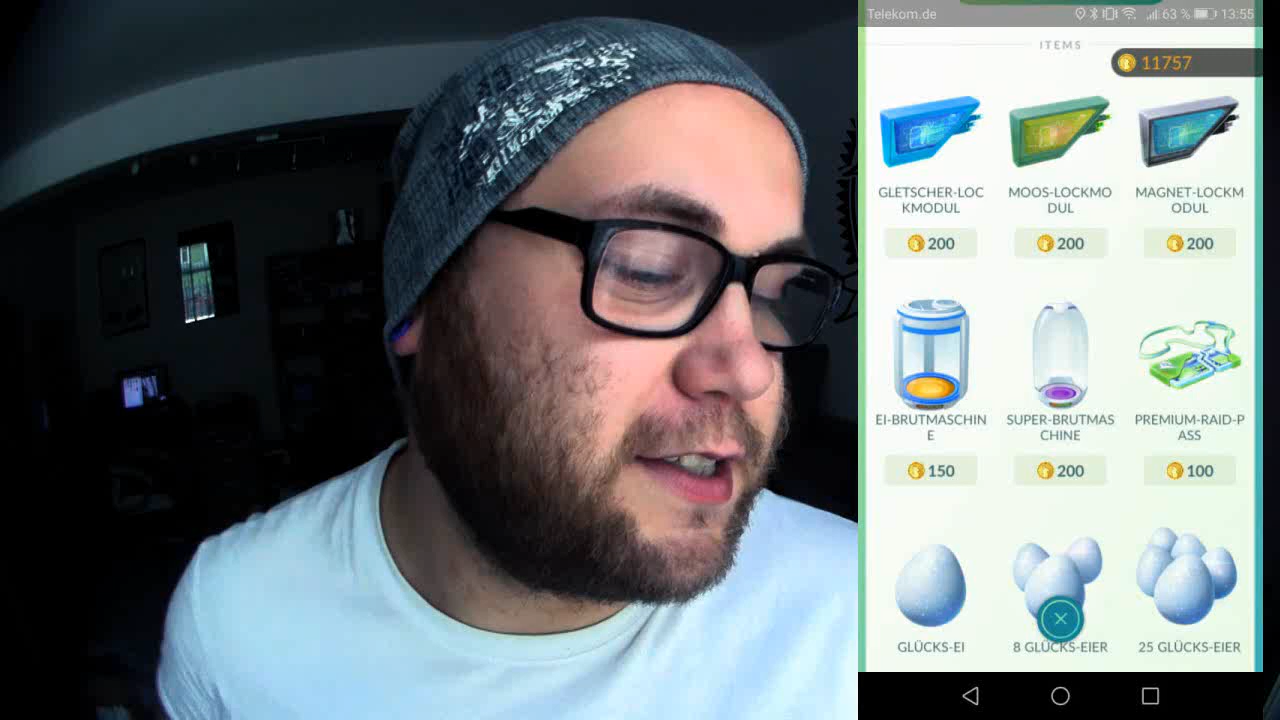 Telekom.de 63 % 13:55
ITEMS
11757
GLETSCHER-LOC
KMODUL
MOOS-LOCKMO
DUL
MAGNET-LOCKM
ODUL
200
200
200
EI-BRUTMASCHIN
E
SUPER-BRUTMAS
CHINE
PREMIUM-RAID-P
ASS
150
200
100
GLÜCKS-EI
8 GLÜCKS-EIER
25 GLÜCKS-EIER